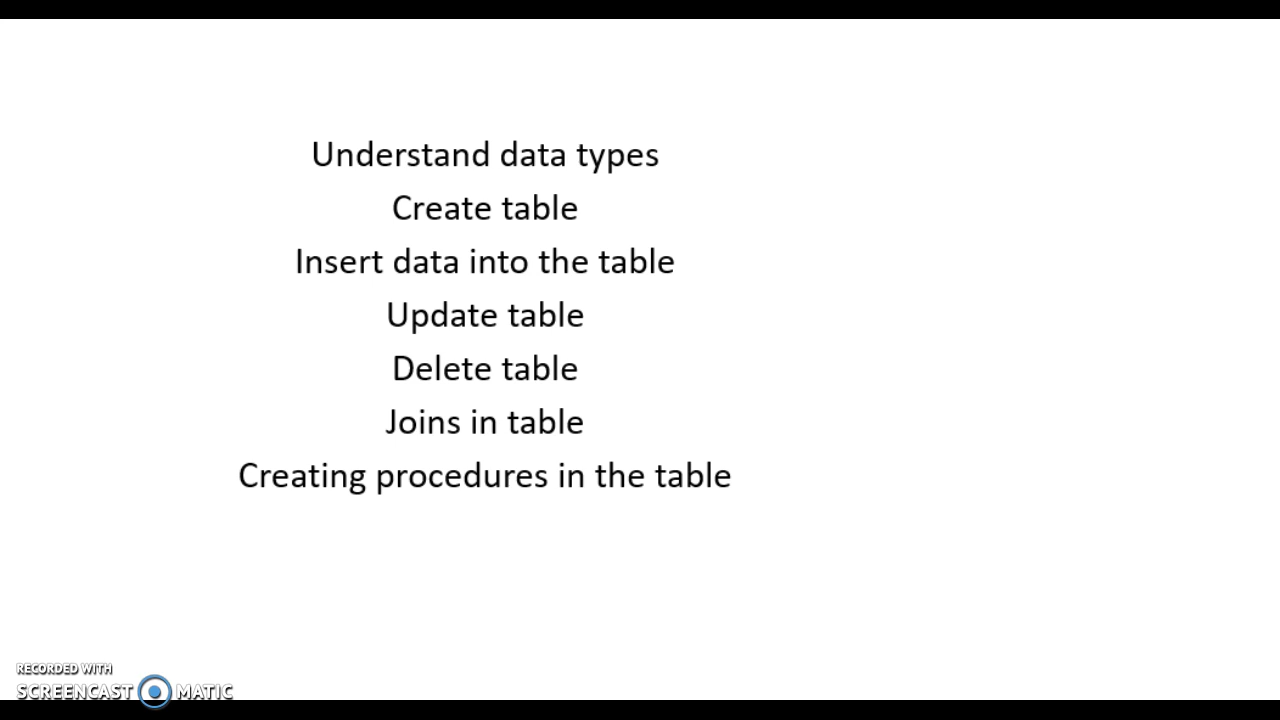 Understand data types
Create table
Insert data into the table
Update table
Delete table
Joins in table
Creating procedures in the table
RECORDED WITH
SCREENCAST MATIC